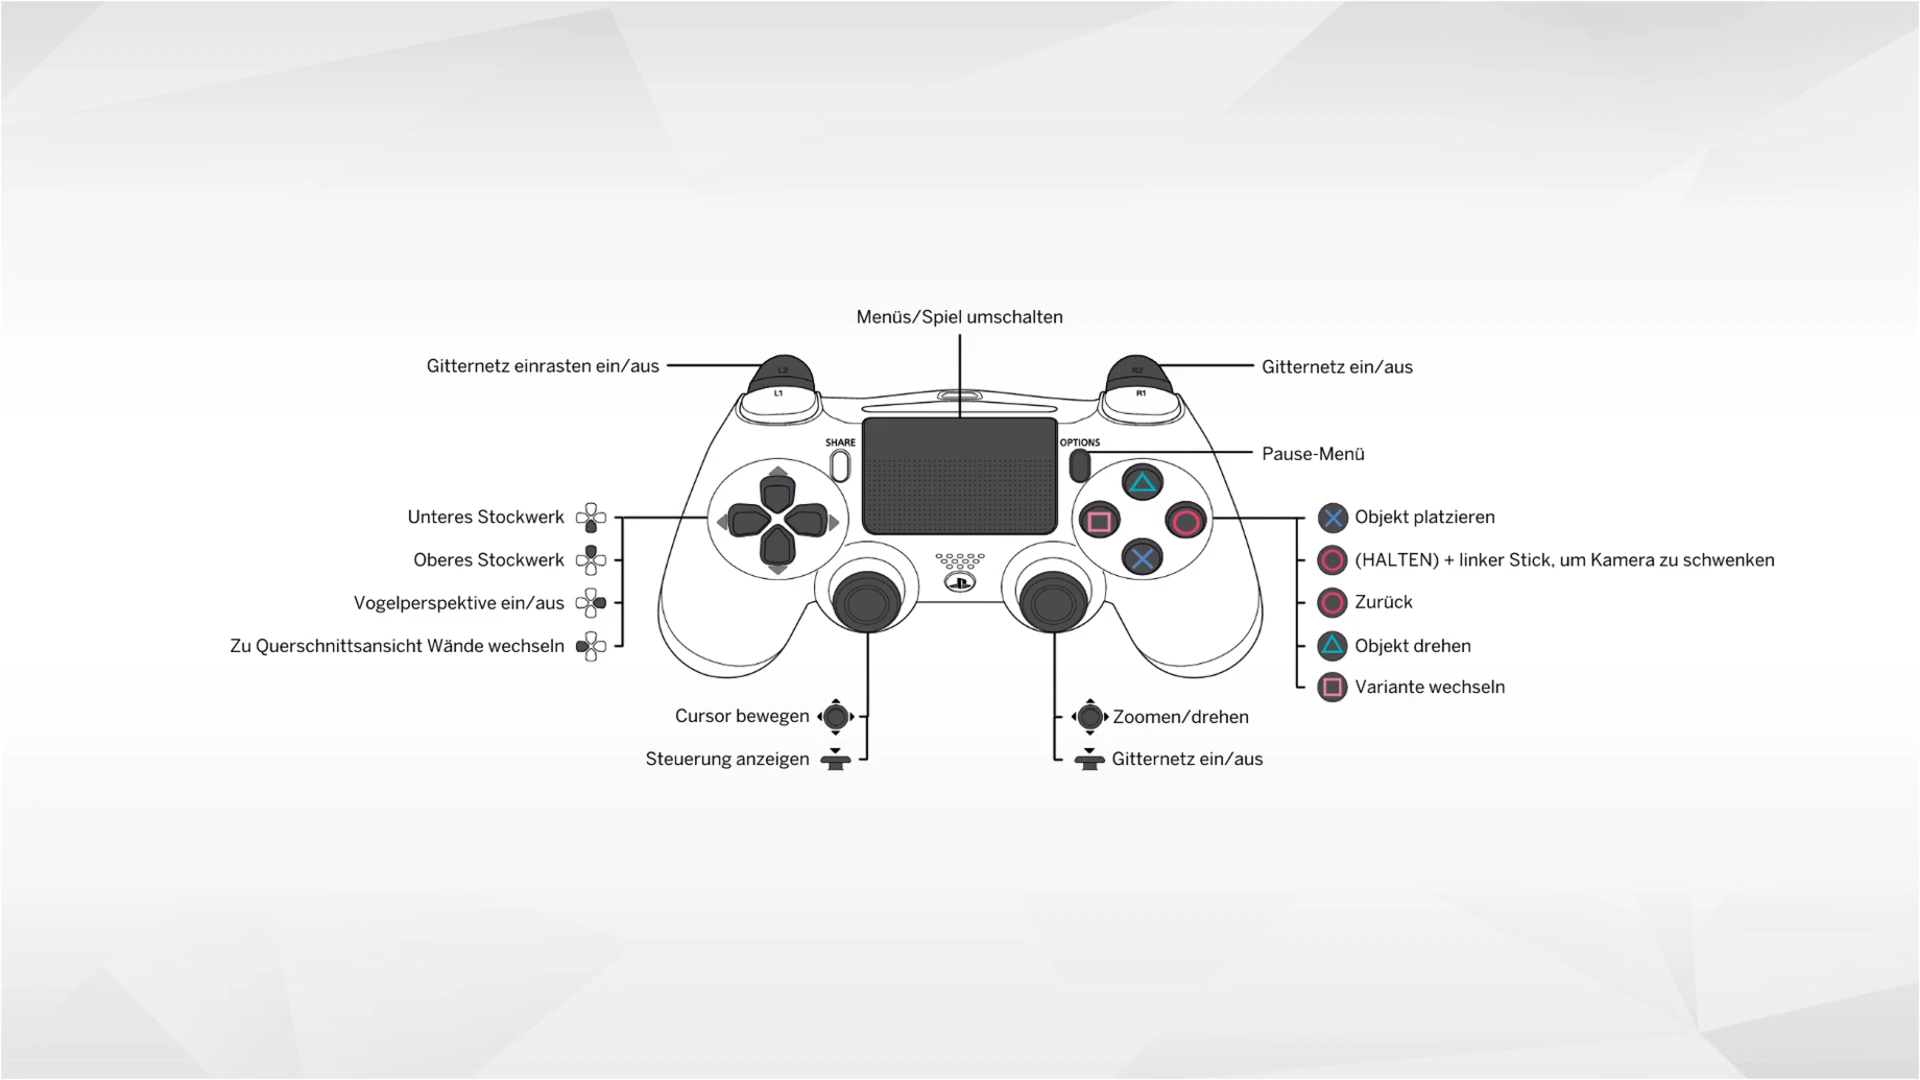 Menüs/Spiel umschalten
Gitternetz einrasten ein/aus
L2
L1
R2
R1
Gitternetz ein/aus
SHARE
OPTIONS
Pause-Menü
Unteres Stockwerk
Oberes Stockwerk
Vogelperspektive ein/aus
Zu Querschnittsansicht Wände wechseln
Objekt platzieren
(HALTEN) + linker Stick, um Kamera zu schwenken
Zurück
Objekt drehen
Variante wechseln
Cursor bewegen
Steuerung anzeigen
Zoomen/drehen
Gitternetz ein/aus